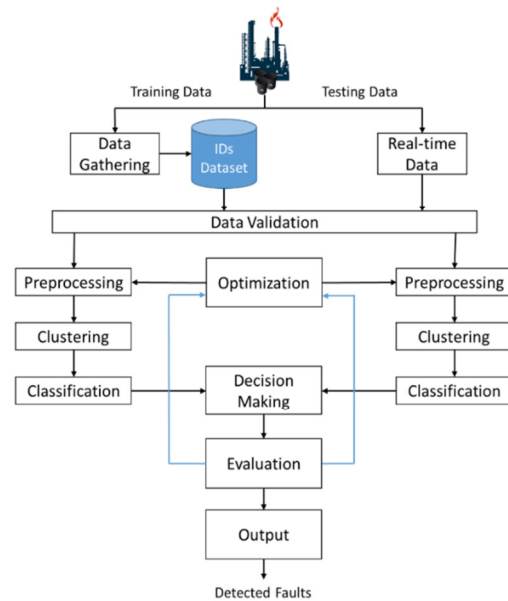 Training Data
Testing Data
Data
Gathering
IDs
Dataset
Real-time
Data
Data Validation
Preprocessing
Optimization
Preprocessing
Clustering
Clustering
Classification
Decision
Making
Classification
Evaluation
Output
Detected Faults